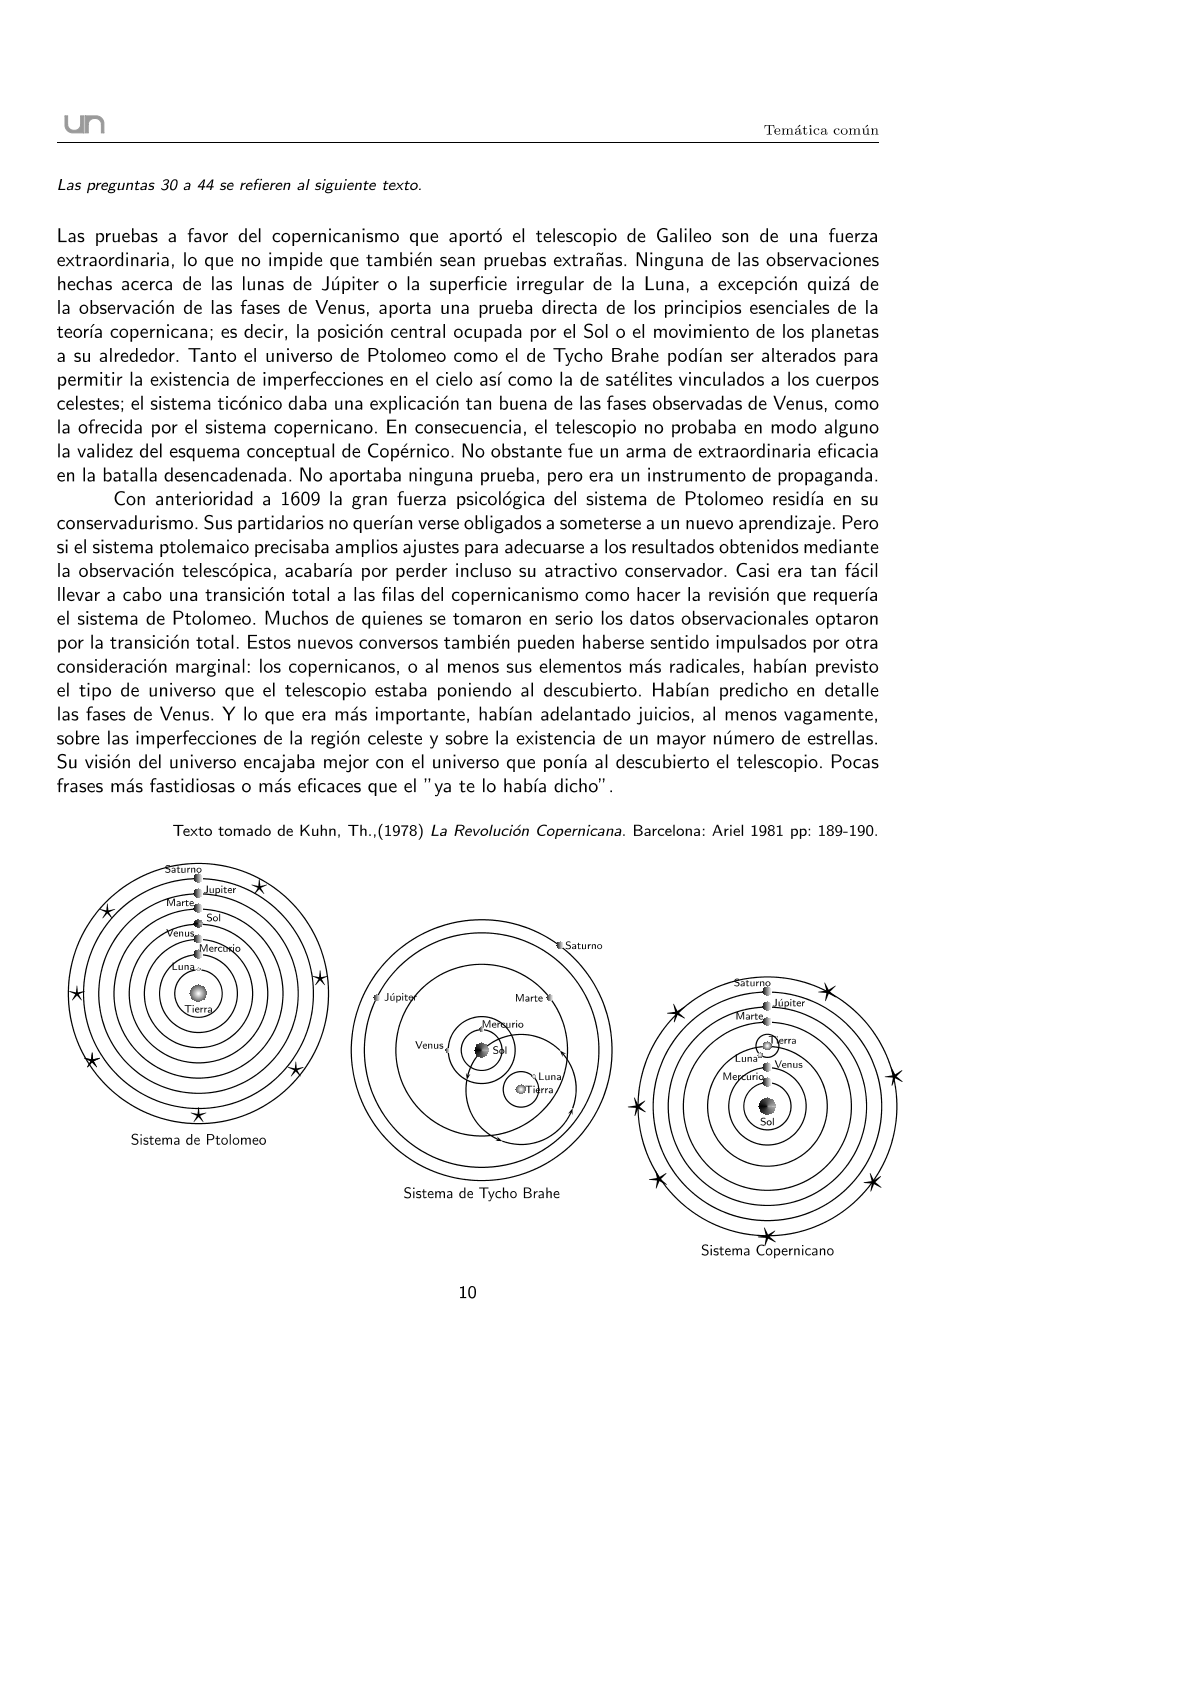 un
Temática común
Las preguntas 30 a 44 se refieren al siguiente texto.
Las pruebas a favor del copernicanismo que aportó el telescopio de Galileo son de una fuerza
extraordinaria, lo que no impide que también sean pruebas extrañas. Ninguna de las observaciones
hechas acerca de las lunas de Júpiter o la superficie irregular de la Luna, a excepción quizá de
la observación de las fases de Venus, aporta una prueba directa de los principios esenciales de la
teoría copernicana; es decir, la posición central ocupada por el Sol o el movimiento de los planetas
a su alrededor. Tanto el universo de Ptolomeo como el de Tycho Brahe podían ser alterados para
permitir la existencia de imperfecciones en el cielo así como la de satélites vinculados a los cuerpos
celestes; el sistema ticónico daba una explicación tan buena de las fases observadas de Venus, como
la ofrecida por el sistema copernicano. En consecuencia, el telescopio no probaba en modo alguno
la validez del esquema conceptual de Copérnico. No obstante fue un arma de extraordinaria eficacia
en la batalla desencadenada. No aportaba ninguna prueba, pero era un instrumento de propaganda.
Con anterioridad a 1609 la gran fuerza psicológica del sistema de Ptolomeo residía en su
conservadurismo. Sus partidarios no querían verse obligados a someterse a un nuevo aprendizaje. Pero
si el sistema ptolemaico precisaba amplios ajustes para adecuarse a los resultados obtenidos mediante
la observación telescópica, acabaría por perder incluso su atractivo conservador. Casi era tan fácil
llevar a cabo una transición total a las filas del copernicanismo como hacer la revisión que requería
el sistema de Ptolomeo. Muchos de quienes se tomaron en serio los datos observacionales optaron
por la transición total. Estos nuevos conversos también pueden haberse sentido impulsados por otra
consideración marginal: los copernicanos, o al menos sus elementos más radicales, habían previsto
el tipo de universo que el telescopio estaba poniendo al descubierto. Habían predicho en detalle
las fases de Venus. Y lo que era más importante, habían adelantado juicios, al menos vagamente,
sobre las imperfecciones de la región celeste y sobre la existencia de un mayor número de estrellas.
Su visión del universo encajaba mejor con el universo que ponía al descubierto el telescopio. Pocas
frases más fastidiosas o más eficaces que el "ya te lo había dicho".
Texto tomado de Kuhn, Th.,(1978) La Revolución Copernicana. Barcelona: Ariel 1981 pp: 189-190.
Saturno
Jupiter
Marte
Sol
Venus
Mercurio
Luna
Tierra
Sistema de Ptolomeo
Saturno
Júpiter
Marte
Mercurio
Venus
Sol
Luna
Tierra
Sistema de Tycho Brahe
Saturno
Júpiter
Marte
Tierra
Luna
Venus
Mercurio
Sol
Sistema Copernicano
10